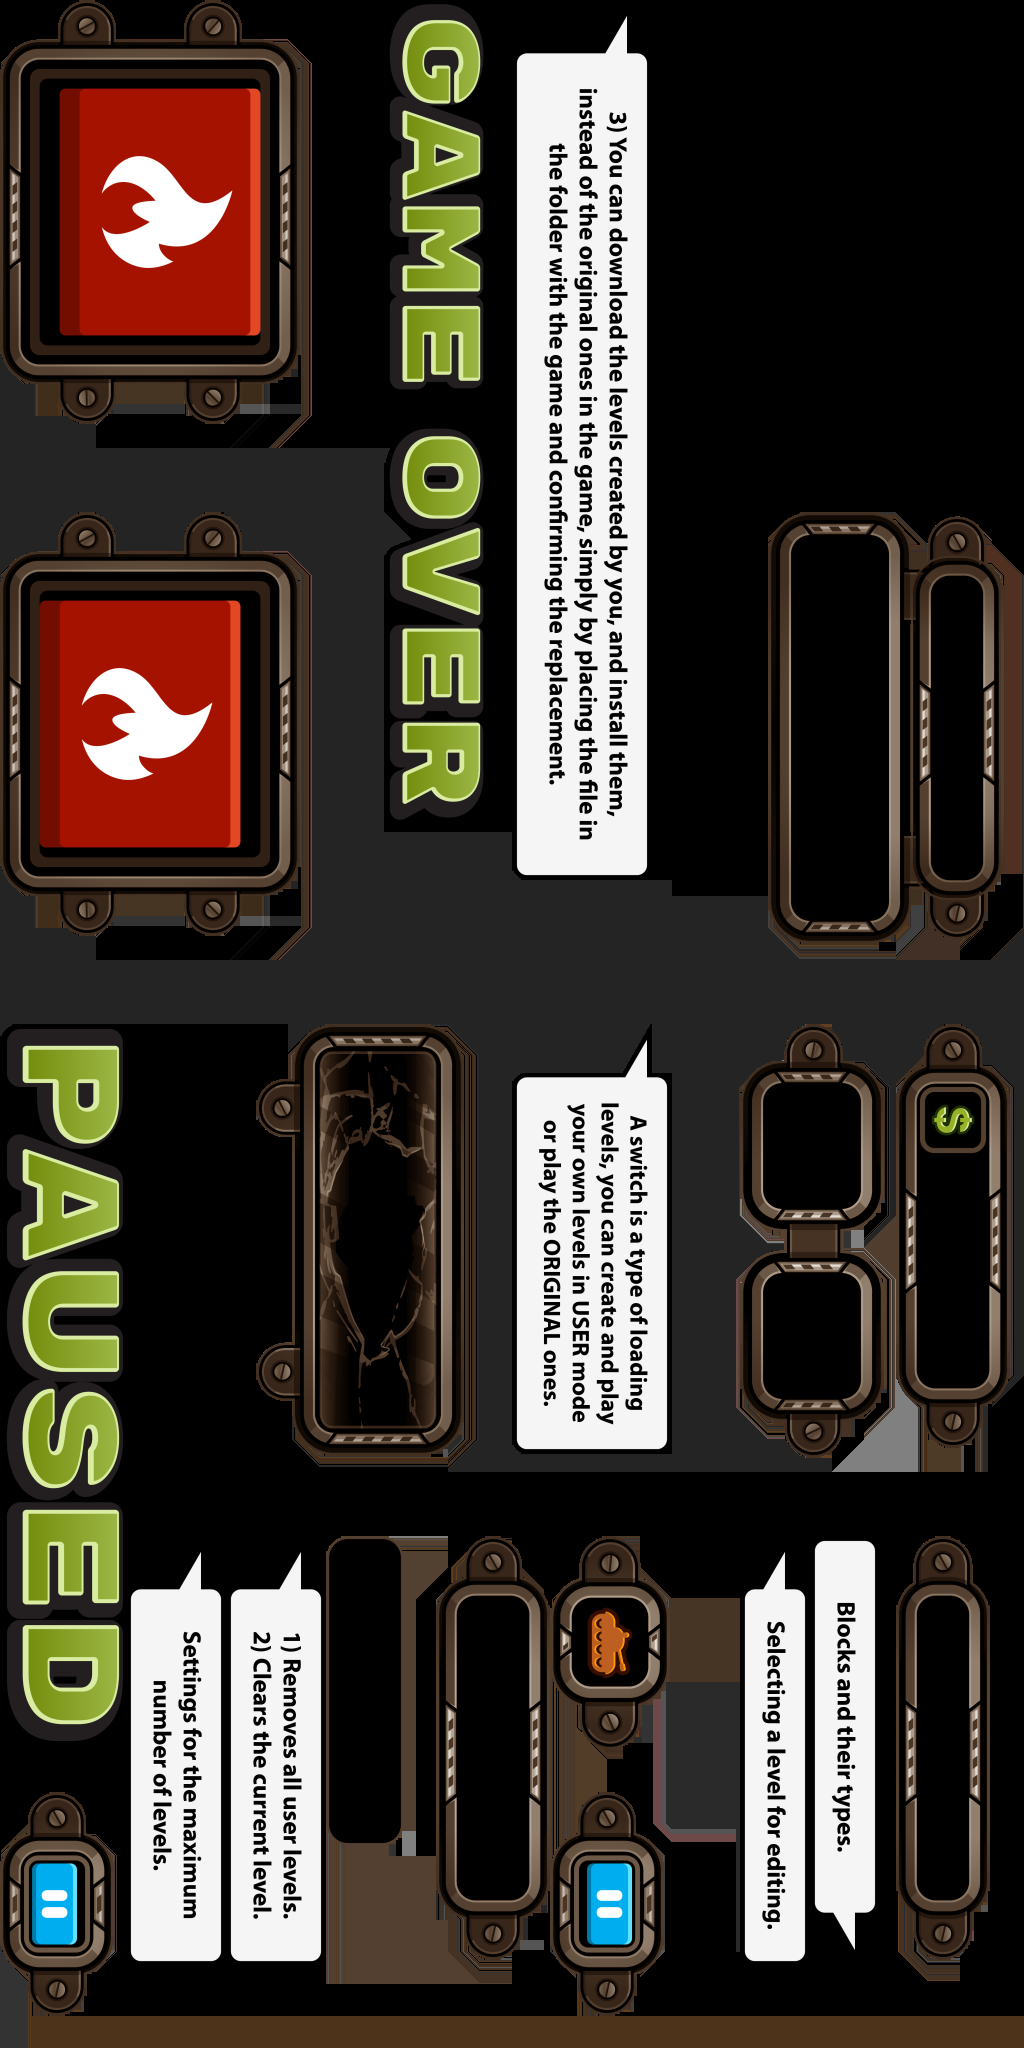 GAME OVER
3) You can download the levels created by you, and install them,
instead of the original ones in the game, simply by placing the file in
the folder with the game and confirming the replacement.
PAUSED
A switch is a type of loading
levels, you can create and play
your own levels in USER mode
or play the ORIGINAL ones.
$
Settings for the maximum
number of levels.
1) Removes all user levels.
2) Clears the current level.
Selecting a level for editing.
Blocks and their types.